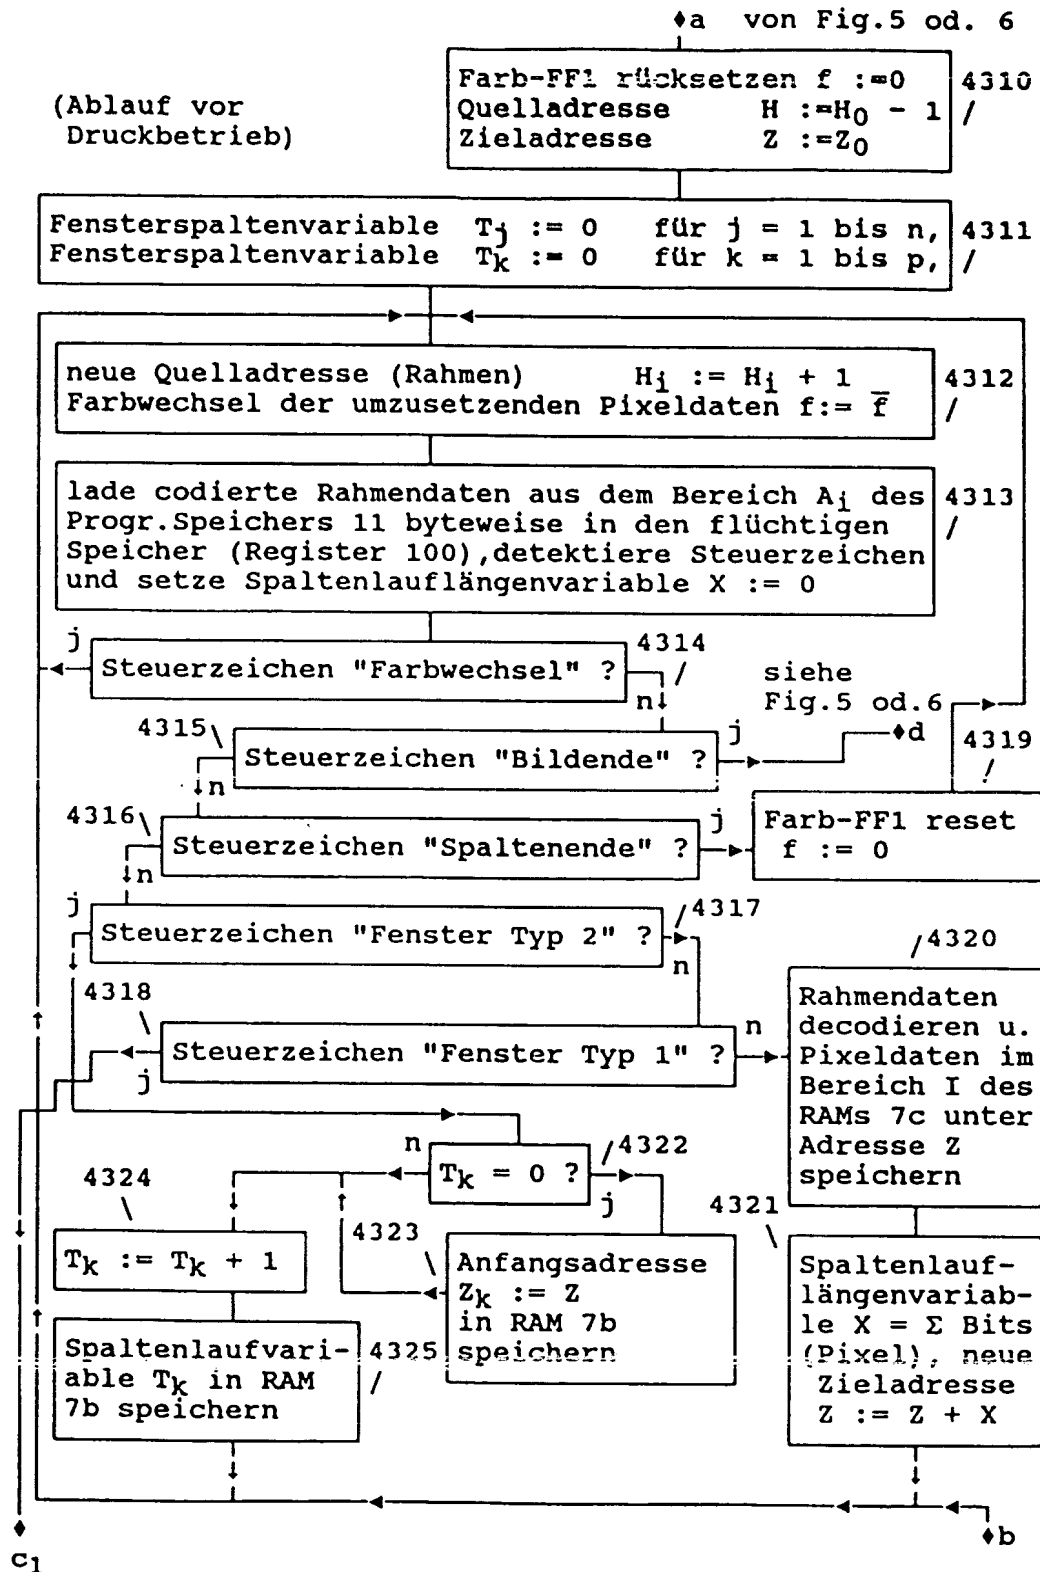 ♦a von Fig.5 od. 6
(Ablauf vor
Druckbetrieb)
Farb-FF1 rücksetzen f :=0
Quelladresse H :=H0 - 1
Zieladresse Z :=Z0
4310
Fensterspaltenvariable Tj := 0 für j = 1 bis n,
Fensterspaltenvariable Tk := 0 für k = 1 bis p,
4311
neue Quelladresse (Rahmen) Hi := Hi + 1
Farbwechsel der umzusetzenden Pixeldaten f:= f̅
4312
lade codierte Rahmendaten aus dem Bereich Ai des
Progr.Speichers 11 byteweise in den flüchtigen
Speicher (Register 100),detektiere Steuerzeichen
und setze Spaltenlauflängenvariable X := 0
4313
j
Steuerzeichen "Farbwechsel" ?
4314
n
siehe
Fig.5 od.6
♦d
4315
Steuerzeichen "Bildende" ?
j
n
4319
Farb-FF1 reset
f := 0
4316
Steuerzeichen "Spaltenende" ?
j
n
j
Steuerzeichen "Fenster Typ 2" ?
4317
n
4318
Steuerzeichen "Fenster Typ 1" ?
n
j
4320
Rahmendaten
decodieren u.
Pixeldaten im
Bereich I des
RAMs 7c unter
Adresse Z
speichern
n
Tk = 0 ?
4322
j
4324
Tk := Tk + 1
4323
Anfangsadresse
Zk := Z
in RAM 7b
speichern
4321
Spaltenlauf-
längenvariab-
le X = Σ Bits
(Pixel), neue
Zieladresse
Z := Z + X
Spaltenlaufvari-
able Tk in RAM
7b speichern
4325
♦b
♦
c1